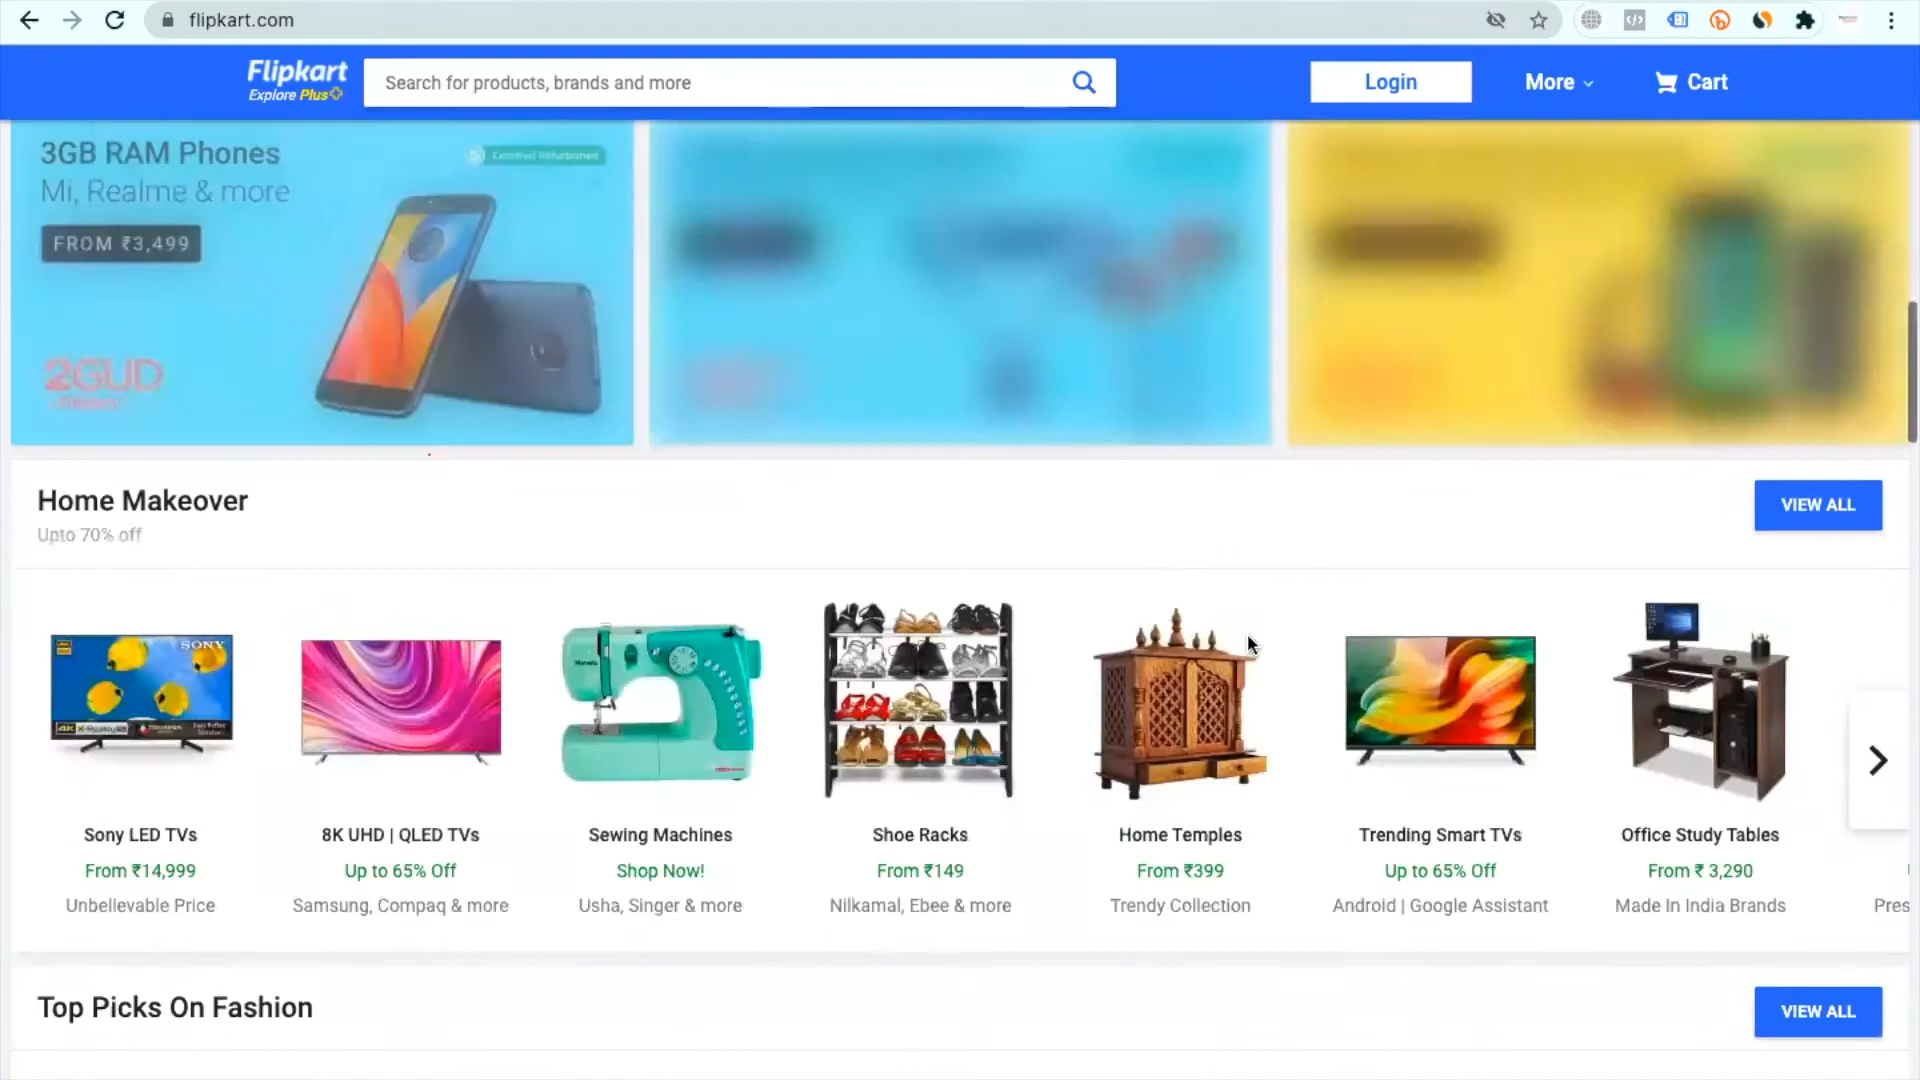 flipkart.com
Flipkart
Explore Plus
Search for products, brands and more
Login
More
Cart
3GB RAM Phones
Mi, Realme & more
FROM ₹3,499
Certified Refurbished
2GUD
Home Makeover
Upto 70% off
VIEW ALL
SONY
Sony LED TVs
8K UHD | QLED TVs
Sewing Machines
Shoe Racks
Home Temples
Trending Smart TVs
Office Study Tables
From ₹14,999
Up to 65% Off
Shop Now!
From ₹149
From ₹399
Up to 65% Off
From ₹ 3,290
Unbellevable Price
Samsung, Compaq & more
Usha, Singer & more
Nilkamal, Ebee & more
Trendy Collection
Android | Google Assistant
Made In India Brands
Pres
Top Picks On Fashion
VIEW ALL